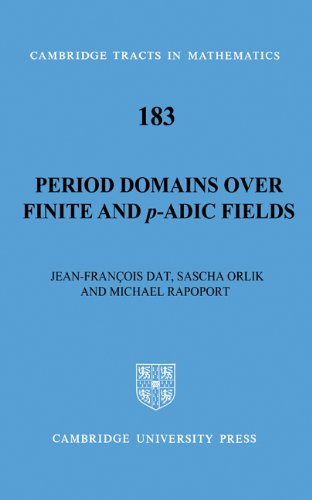 CAMBRIDGE TRACTS IN MATHEMATICS
183
PERIOD DOMAINS OVER
FINITE AND p-ADIC FIELDS
JEAN-FRANÇOIS DAT, SASCHA ORLIK
AND MICHAEL RAPOPORT
CAMBRIDGE UNIVERSITY PRESS